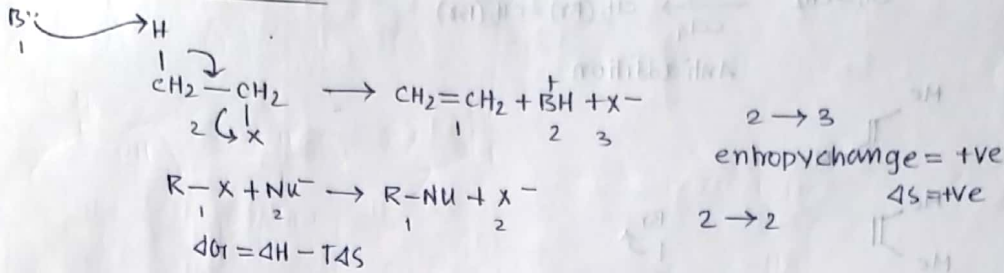 B:
1
H
CH2 — CH2 → CH2=CH2 + B⁺H + X⁻
2 X 1 2 3
2 → 3
entropychange = +ve
ΔS=+ve
R-X + Nu⁻ → R-NU + X⁻
1 2 1 2
2 → 2
ΔG = ΔH - TΔS